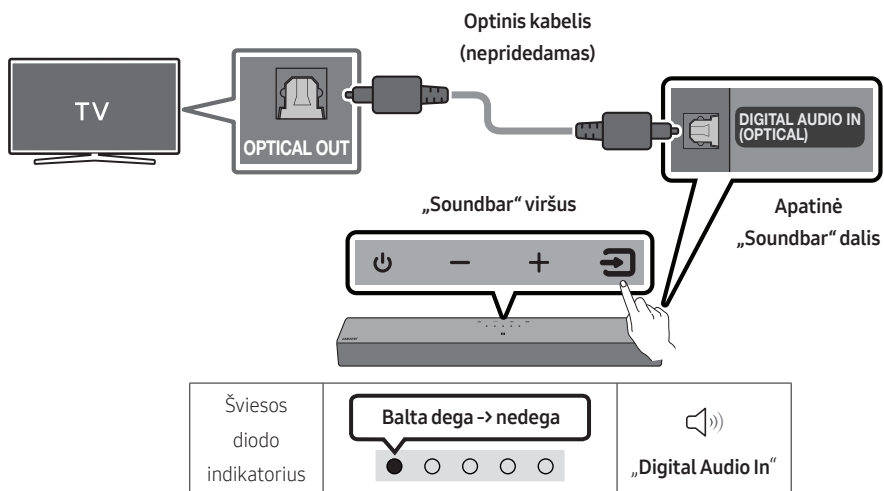 Optinis kabelis
(nepridedamas)
TV
OPTICAL OUT
DIGITAL AUDIO IN
(OPTICAL)
„Soundbar“ viršus
Apatinė
„Soundbar“ dalis
Šviesos
diodo
indikatorius
Balta dega -> nedega
„Digital Audio In“